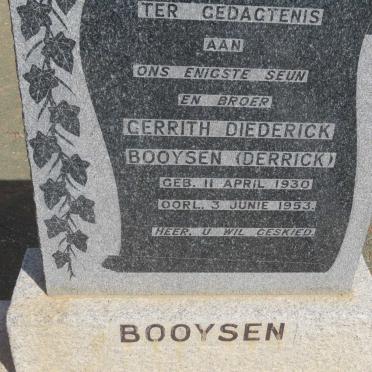 TER GEDAGTENIS
AAN
ONS ENIGSTE SEUN
EN BROER
GERRITH DIEDERICK
BOOYSEN (DERRICK)
GEB. 11 APRIL 1930
OORL. 3 JUNIE 1953.
HEER, U WIL GESKIED.
BOOYSEN